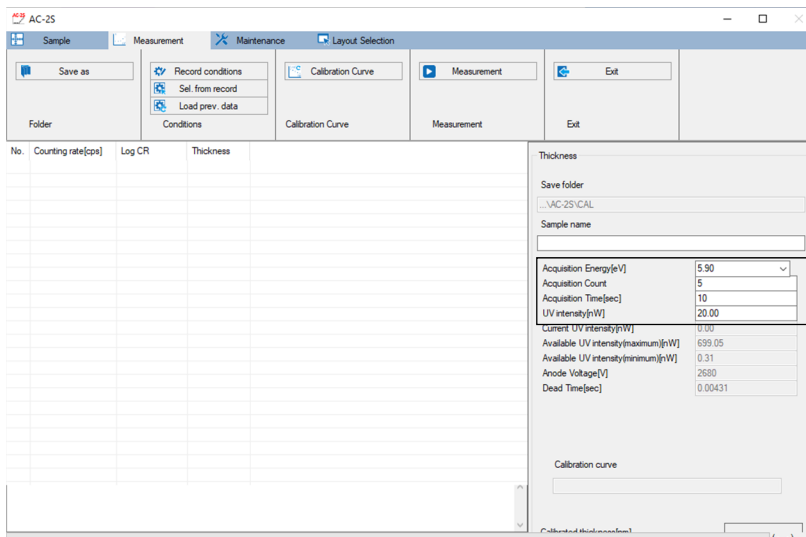 AC-2S
Sample Measurement Maintenance Layout Selection
Save as Record conditions Calibration Curve Measurement Exit
Sel. from record
Load prev. data
Folder Conditions Calibration Curve Measurement Exit
No. Counting rate[cps] Log CR Thickness
Thickness
Save folder
...\AC-2S\CAL
Sample name
Acquisition Energy[eV] 5.90
Acquisition Count 5
Acquisition Time[sec] 10
UV intensity[nW] 20.00
Current UV intensity[nW] 0.00
Available UV intensity(maximum)[nW] 699.05
Available UV intensity(minimum)[nW] 0.31
Anode Voltage[V] 2680
Dead Time[sec] 0.00431
Calibration curve
Calibrated thickness[nm]